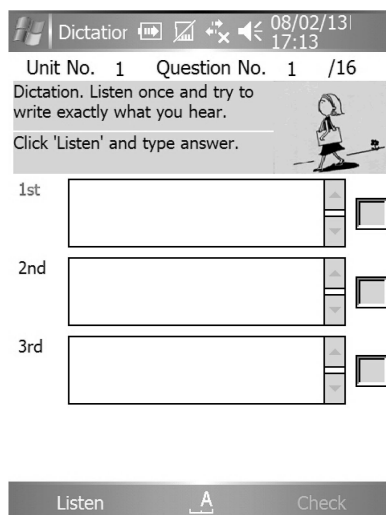 Dictation 08/02/13
17:13
Unit No. 1 Question No. 1 /16
Dictation. Listen once and try to
write exactly what you hear.
Click 'Listen' and type answer.
1st
2nd
3rd
Listen A Check